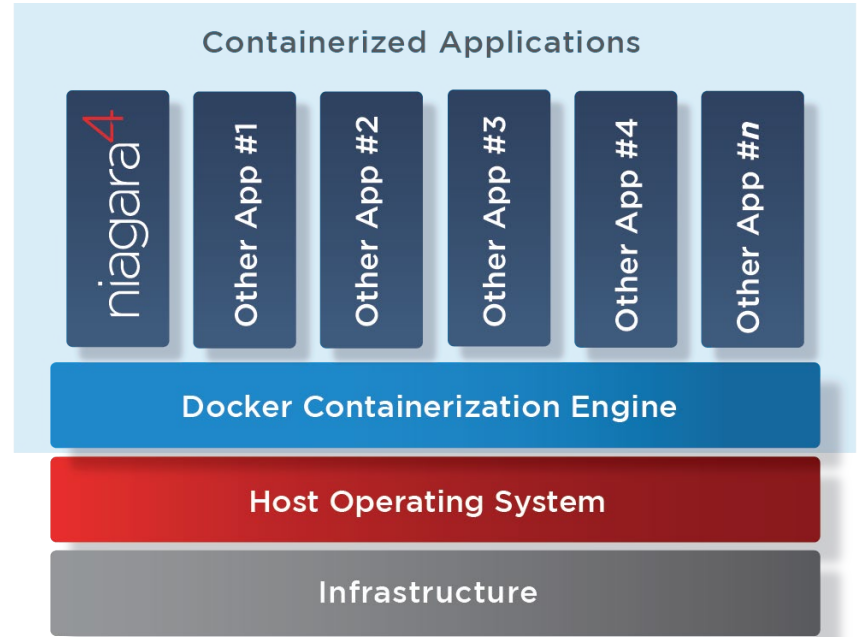 Containerized Applications
niagara4
Other App #1
Other App #2
Other App #3
Other App #4
Other App #n
Docker Containerization Engine
Host Operating System
Infrastructure